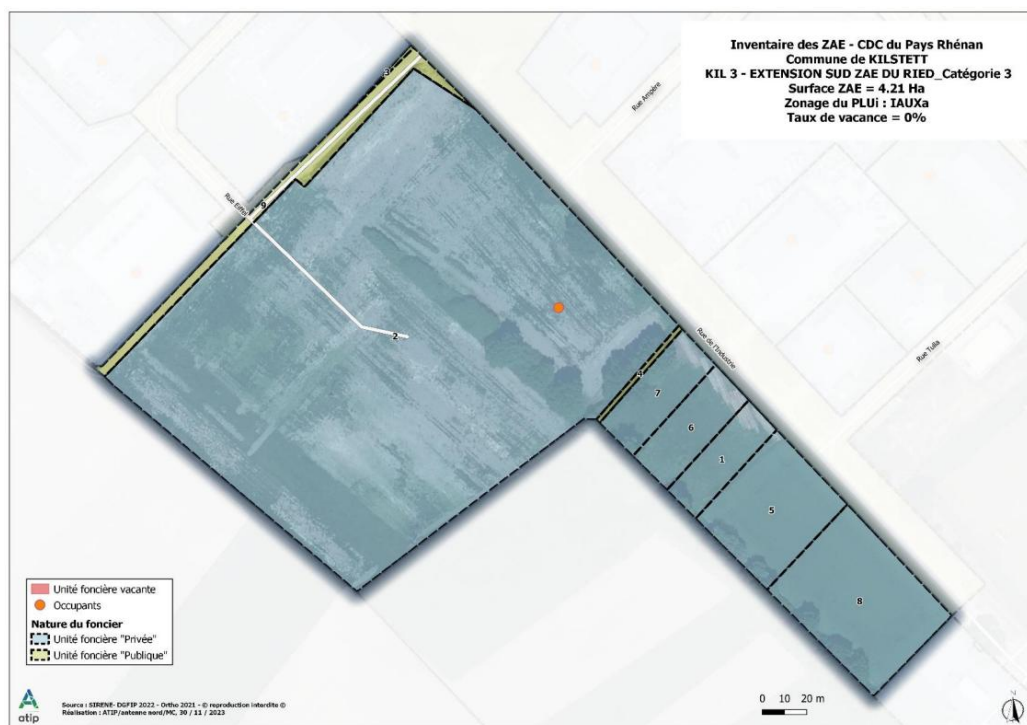 Inventaire des ZAE - CDC du Pays Rhénan
Commune de KILSTETT
KIL 3 - EXTENSION SUD ZAE DU RIED_Catégorie 3
Surface ZAE = 4.21 Ha
Zonage du PLUi : IAUXa
Taux de vacance = 0%
3
Rue Ampère
Rue Eiffel
9
2
Rue de l'Industrie
Rue Tulla
4
7
6
1
5
8
Unité foncière vacante
Occupants
Nature du foncier
Unité foncière "Privée"
Unité foncière "Publique"
atip
Source : SIRENE- DGFIP 2022 - Ortho 2021 - © reproduction interdite ©
Réalisation : ATIP/antenne nord/MC, 30 / 11 / 2023
0 10 20 m